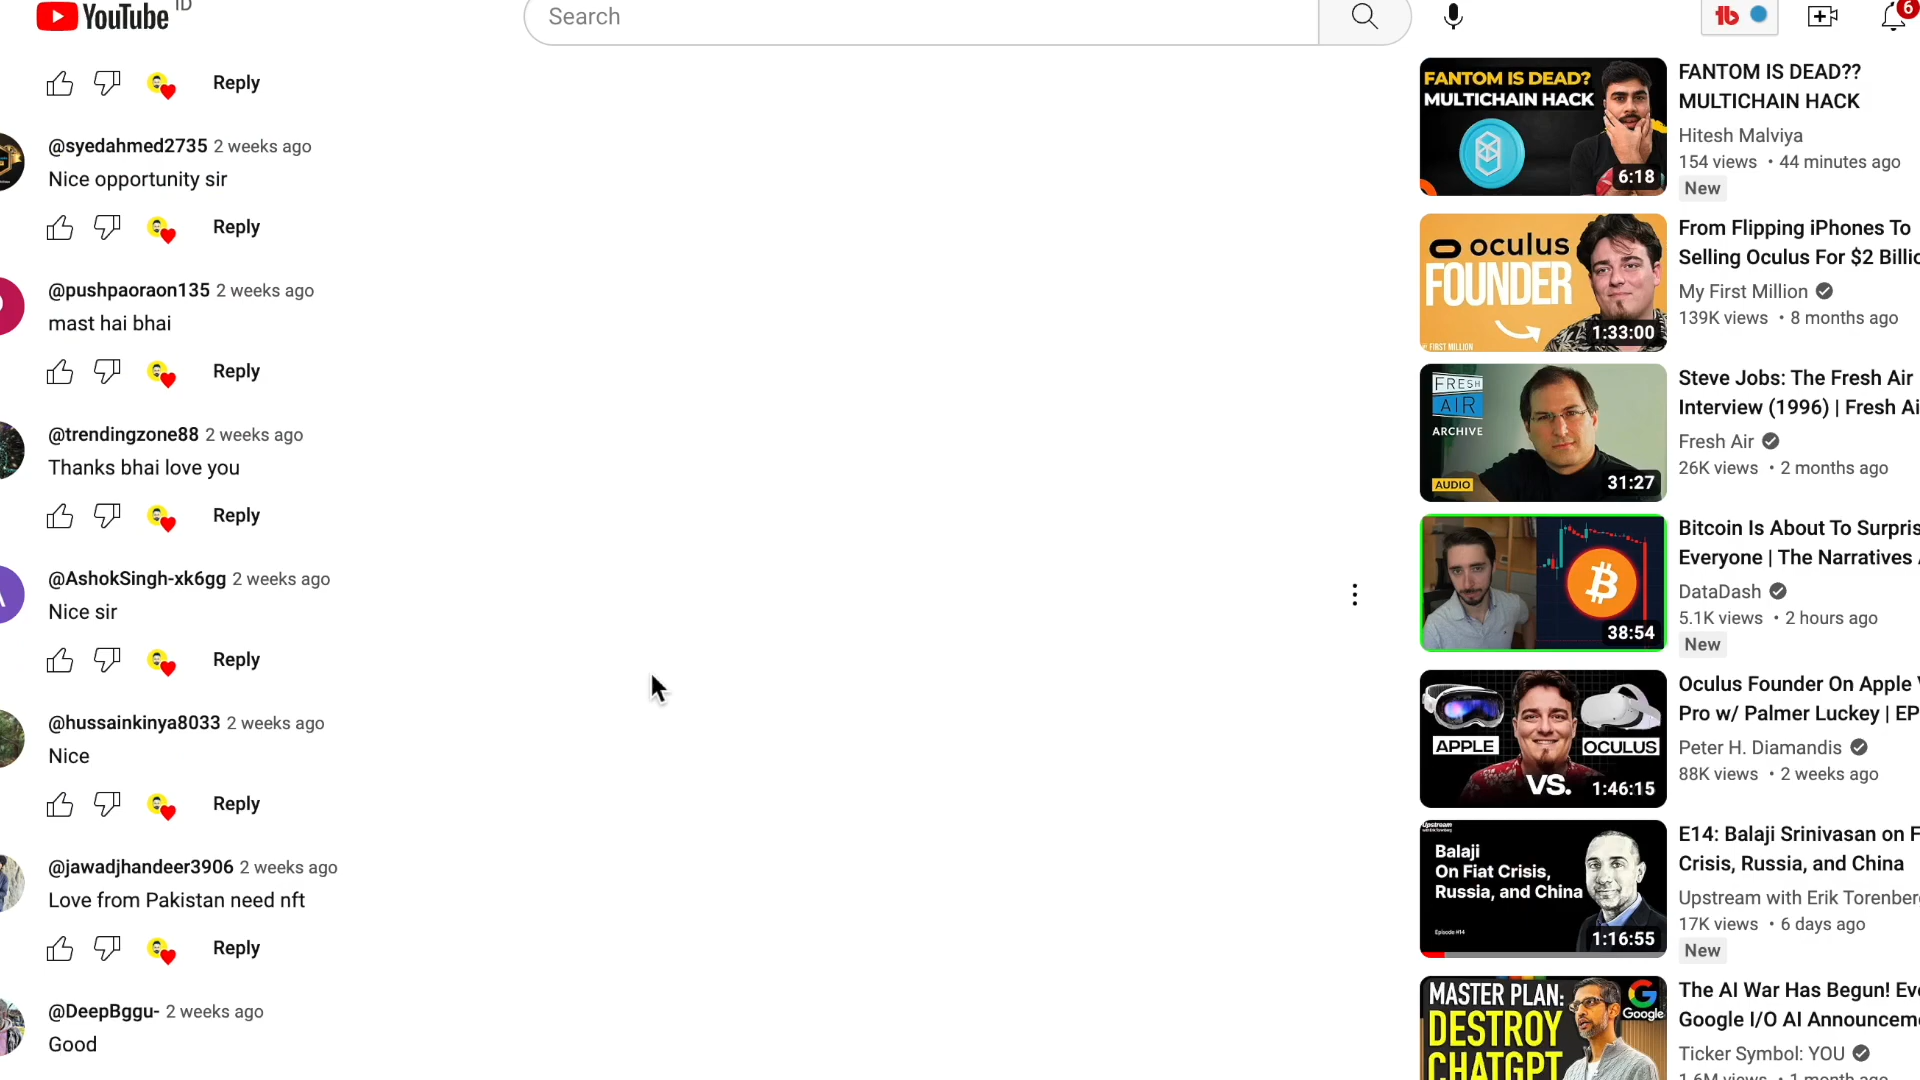 YouTube ID
Search
6
Reply
@syedahmed2735 2 weeks ago
Nice opportunity sir
Reply
@pushpaoraon135 2 weeks ago
mast hai bhai
Reply
@trendingzone88 2 weeks ago
Thanks bhai love you
Reply
@AshokSingh-xk6gg 2 weeks ago
Nice sir
Reply
@hussainkinya8033 2 weeks ago
Nice
Reply
@jawadjhandeer3906 2 weeks ago
Love from Pakistan need nft
Reply
@DeepBggu- 2 weeks ago
Good
FANTOM IS DEAD?
MULTICHAIN HACK
6:18
FANTOM IS DEAD??
MULTICHAIN HACK
Hitesh Malviya
154 views • 44 minutes ago
New
oculus
FOUNDER
FIRST MILLION
1:33:00
From Flipping iPhones To
Selling Oculus For $2
My First Million
139K views • 8 months ago
FRESH
AIR
ARCHIVE
AUDIO
31:27
Steve Jobs: The Fresh Air
Interview (1996) | Fresh
Fresh Air
26K views • 2 months ago
38:54
Bitcoin Is About To
Everyone | The Narratives
DataDash
5.1K views • 2 hours ago
New
APPLE
OCULUS
VS.
1:46:15
Oculus Founder On Apple
Pro w/ Palmer Luckey | EP
Peter H. Diamandis
88K views • 2 weeks ago
Upstream
with Erik Torenberg
Balaji
On Fiat Crisis,
Russia, and China
Episode #14
1:16:55
E14: Balaji Srinivasan on
Crisis, Russia, and China
Upstream with Erik
17K views • 6 days ago
New
MASTER PLAN:
DESTROY
CHATGPT
Google
The AI War Has Begun!
Google I/O AI
Ticker Symbol: YOU
1.6M views • 1 month ago